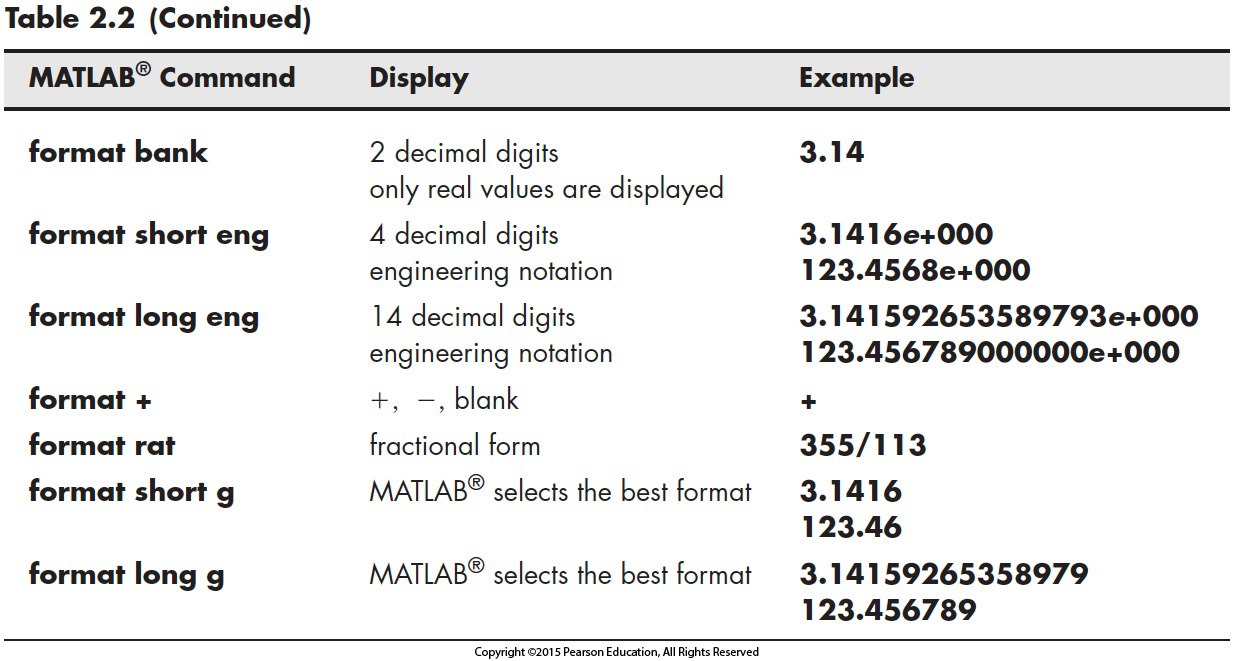 Table 2.2 (Continued)
MATLAB® Command Display Example
format bank 2 decimal digits 3.14
only real values are displayed
format short eng 4 decimal digits 3.1416e+000
engineering notation 123.4568e+000
format long eng 14 decimal digits 3.141592653589793e+000
engineering notation 123.456789000000e+000
format + +, −, blank +
format rat fractional form 355/113
format short g MATLAB® selects the best format 3.1416
123.46
format long g MATLAB® selects the best format 3.14159265358979
123.456789
Copyright ©2015 Pearson Education, All Rights Reserved